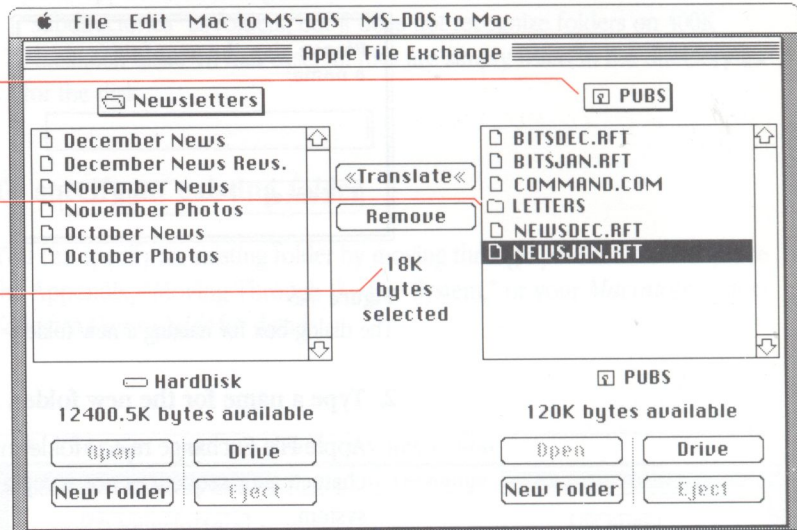 File Edit Mac to MS-DOS MS-DOS to Mac
Apple File Exchange
Newsletters
December News
December News Revs.
November News
November Photos
October News
October Photos
«Translate«
Remove
18K
bytes
selected
PUBS
BITSDEC.RFT
BITSJAN.RFT
COMMAND.COM
LETTERS
NEWSDEC.RFT
NEWSJAN.RFT
HardDisk
12400.5K bytes available
Open Drive
New Folder Eject
PUBS
120K bytes available
Open Drive
New Folder Eject